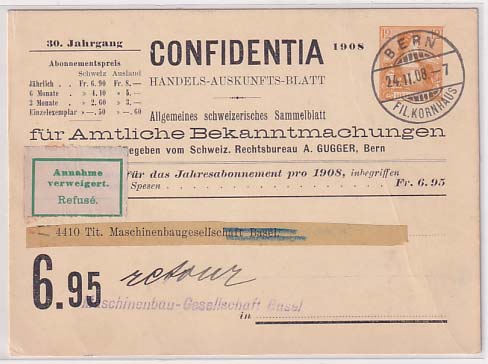 30. Jahrgang
CONFIDENTIA
1908
Abonnementspreis
Schweiz Ausland
Jährlich . Fr. 6.90 Fr. 8.—
6 Monate » 4.10 » 5.—
3 Monate » 2.60 » 3.—
Einzelexemplar » —.50 » —.60
HANDELS-AUSKUNFTS-BLATT
Allgemeines schweizerisches Sammelblatt
für Amtliche Bekanntmachungen
gegeben vom Schweiz. Rechtsbureau A. GUGGER, Bern
BERN
24.II.08. – 7
FIL. KORNHAUS
Annahme
verweigert.
Refusé.
für das Jahresabonnement pro 1908, inbegriffen
Spesen Fr. 6.95
4410 Tit. Maschinenbaugesellschaft Basel.
6.95
retour
Maschinenbau-Gesellschaft Basel
in